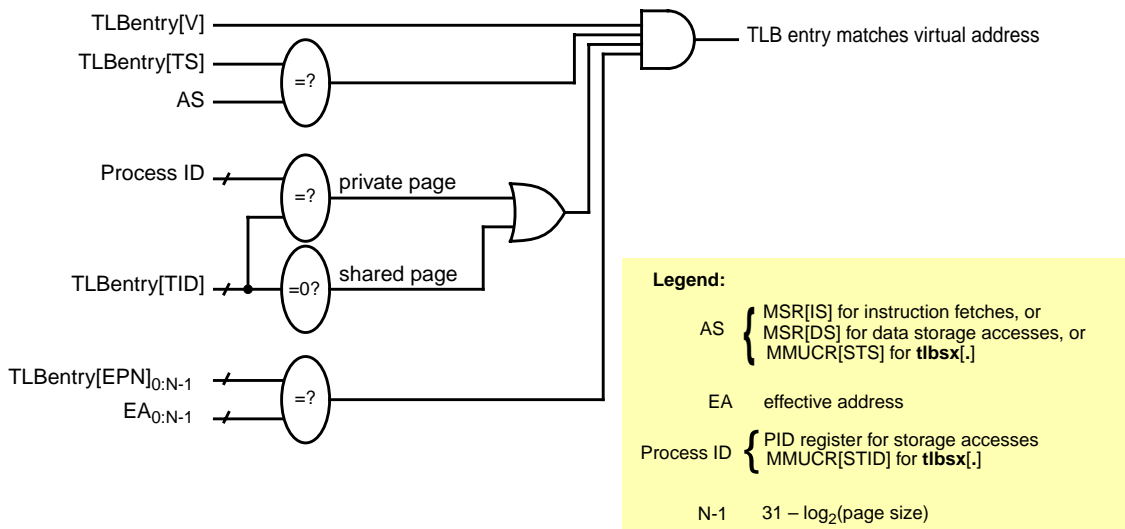 TLBentry[V]
TLB entry matches virtual address
TLBentry[TS]
=?
AS
Process ID
=?
private page
TLBentry[TID]
=0?
shared page
TLBentry[EPN]0:N-1
=?
EA0:N-1
Legend:
AS { MSR[IS] for instruction fetches, or
MSR[DS] for data storage accesses, or
MMUCR[STS] for tlbsx[.]
EA effective address
Process ID { PID register for storage accesses
MMUCR[STID] for tlbsx[.]
N-1 31 – log2(page size)